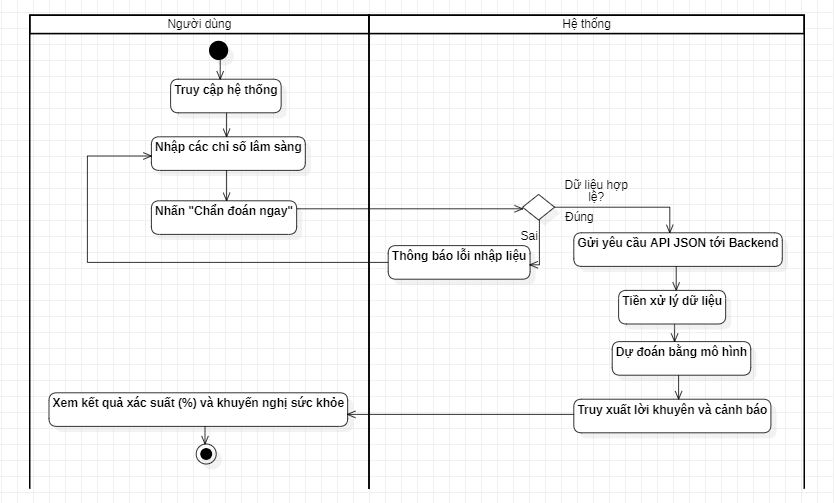 Người dùng
Hệ thống
Truy cập hệ thống
Nhập các chỉ số lâm sàng
Nhấn "Chẩn đoán ngay"
Dữ liệu hợp
lệ?
Đúng
Sai
Gửi yêu cầu API JSON tới Backend
Thông báo lỗi nhập liệu
Tiền xử lý dữ liệu
Dự đoán bằng mô hình
Xem kết quả xác suất (%) và khuyến nghị sức khỏe
Truy xuất lời khuyên và cảnh báo